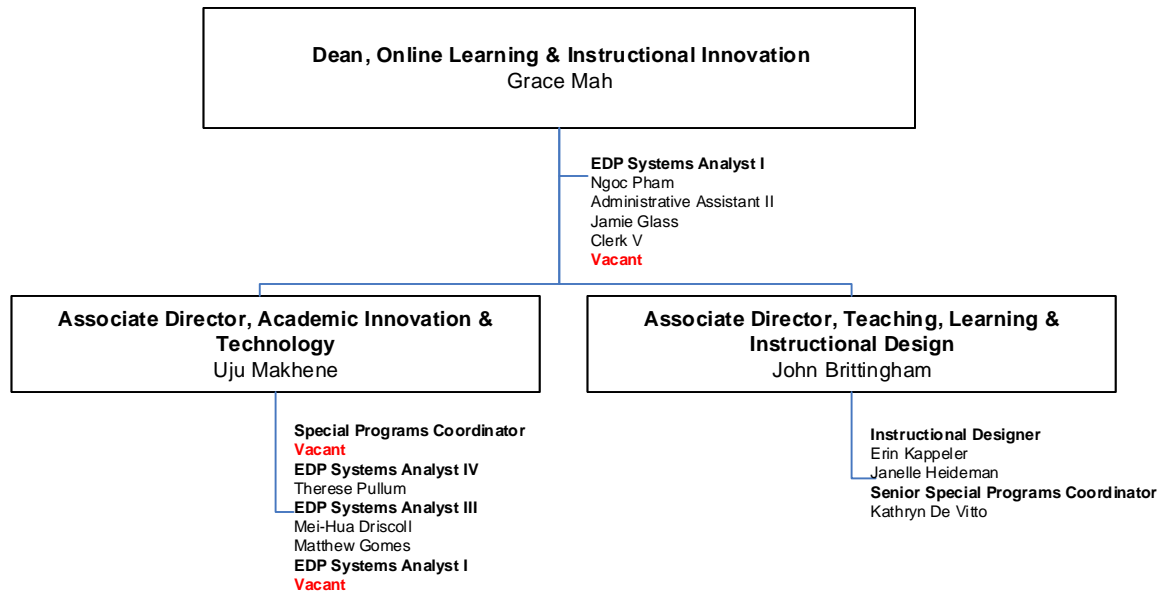 Dean, Online Learning & Instructional Innovation
Grace Mah
EDP Systems Analyst I
Ngoc Pham
Administrative Assistant II
Jamie Glass
Clerk V
Vacant
Associate Director, Academic Innovation &
Technology
Uju Makhene
Associate Director, Teaching, Learning &
Instructional Design
John Brittingham
Special Programs Coordinator
Vacant
EDP Systems Analyst IV
Therese Pullum
EDP Systems Analyst III
Mei-Hua Driscoll
Matthew Gomes
EDP Systems Analyst I
Vacant
Instructional Designer
Erin Kappeler
Janelle Heideman
Senior Special Programs Coordinator
Kathryn De Vitto